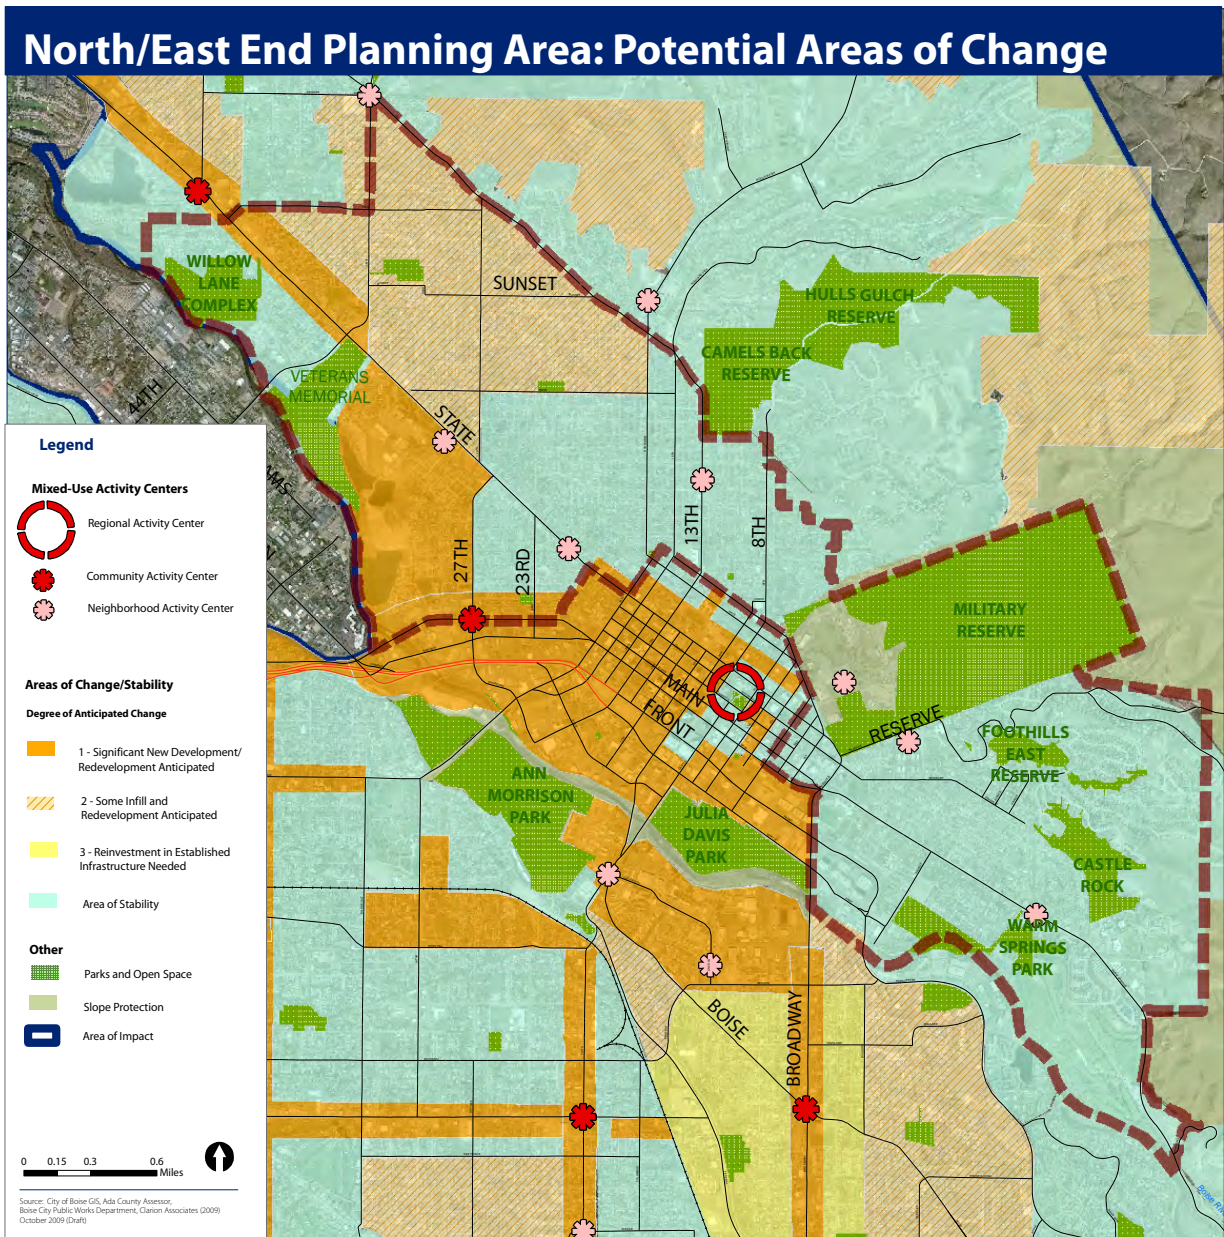 North/East End Planning Area: Potential Areas of Change
WILLOW
LANE
COMPLEX
SUNSET
HULLS GULCH
RESERVE
CAMELS BACK
RESERVE
VETERANS
MEMORIAL
44TH
STATE
13TH
8TH
27TH
23RD
MILITARY
RESERVE
MAIN
FRONT
RESERVE
FOOTHILLS
EAST
RESERVE
ANN
MORRISON
PARK
JULIA
DAVIS
PARK
CASTLE
ROCK
WARM
SPRINGS
PARK
BOISE
BROADWAY
Legend
Mixed-Use Activity Centers
Regional Activity Center
Community Activity Center
Neighborhood Activity Center
Areas of Change/Stability
Degree of Anticipated Change
1 - Significant New Development/
Redevelopment Anticipated
2 - Some Infill and
Redevelopment Anticipated
3 - Reinvestment in Established
Infrastructure Needed
Area of Stability
Other
Parks and Open Space
Slope Protection
Area of Impact
0 0.15 0.3 0.6
Miles
Source: City of Boise GIS, Ada County Assessor,
Boise City Public Works Department, Clarion Associates (2009)
October 2009 (Draft)